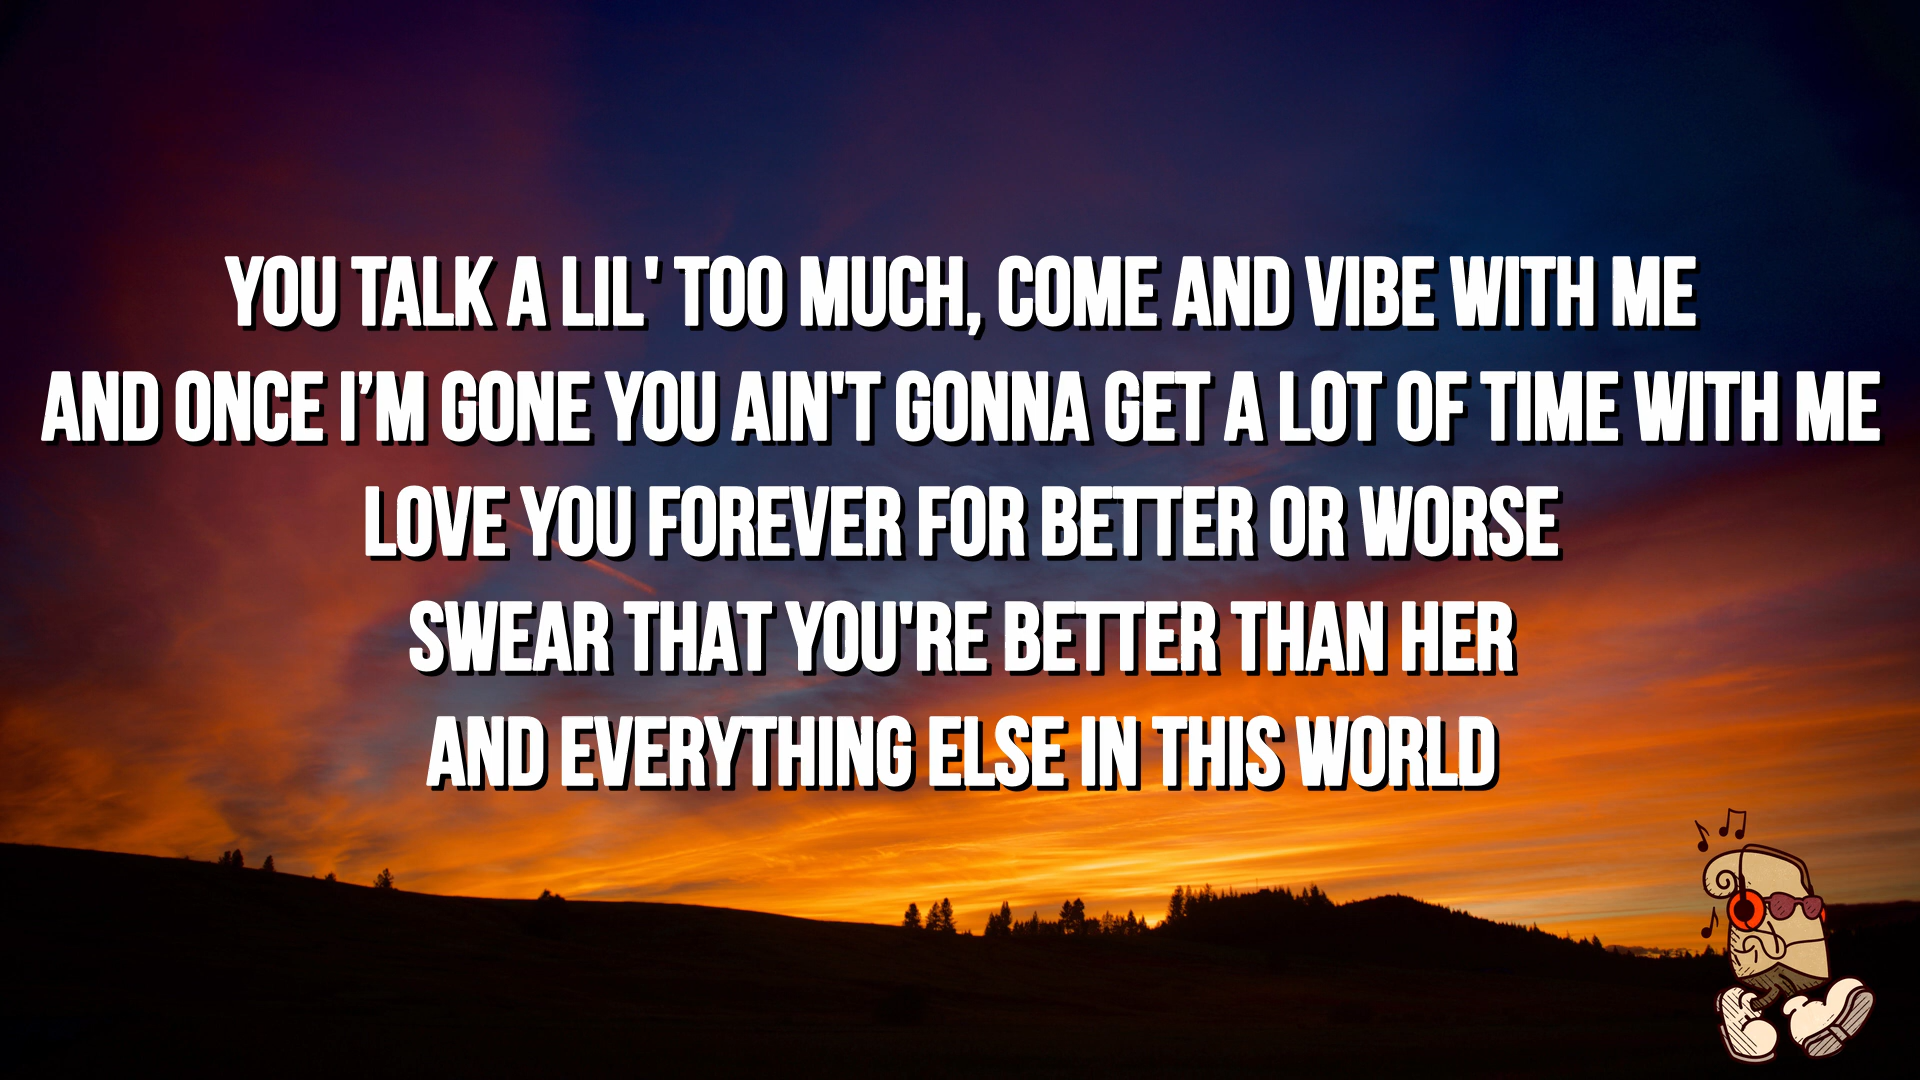 YOU TALK A LIL' TOO MUCH, COME AND VIBE WITH ME
AND ONCE I’M GONE YOU AIN'T GONNA GET A LOT OF TIME WITH ME
LOVE YOU FOREVER FOR BETTER OR WORSE
SWEAR THAT YOU'RE BETTER THAN HER
AND EVERYTHING ELSE IN THIS WORLD